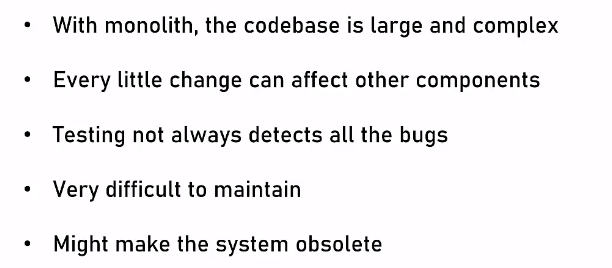 • With monolith, the codebase is large and complex
• Every little change can affect other components
• Testing not always detects all the bugs
• Very difficult to maintain
• Might make the system obsolete